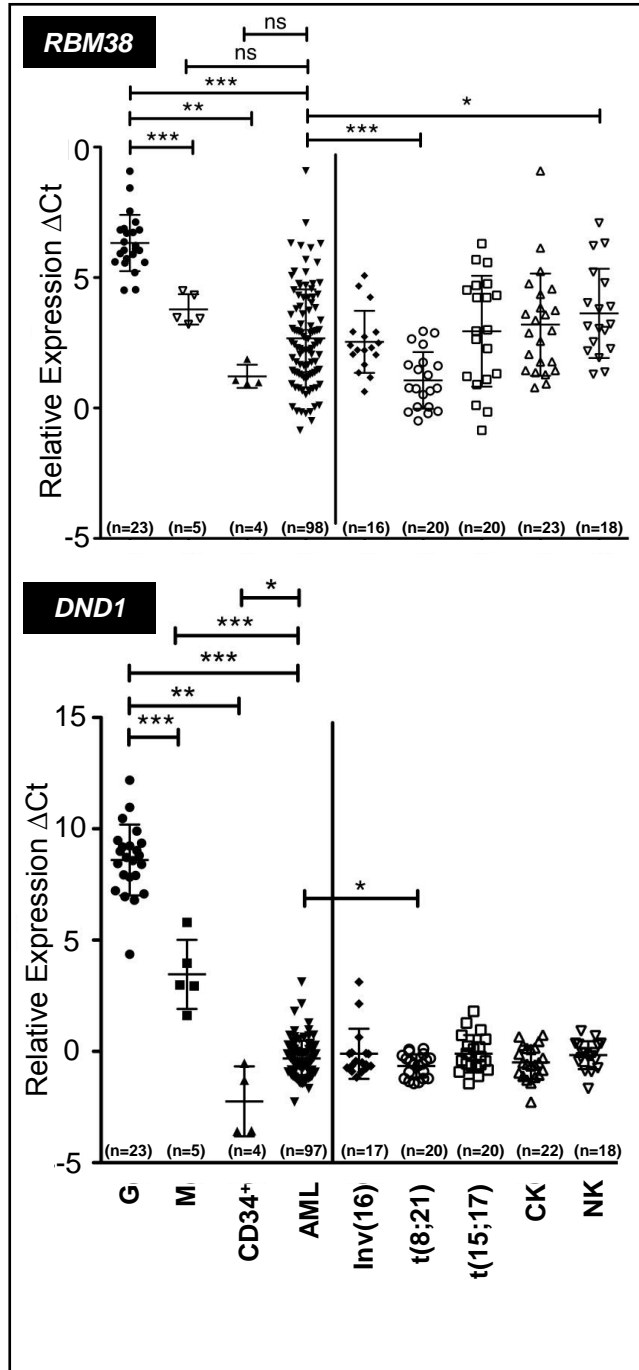 RBM38
ns
ns
***
**
***
***
*
Relative Expression ΔCt
0
5
0
-5
(n=23) (n=5) (n=4) (n=98) (n=16) (n=20) (n=20) (n=23) (n=18)
DND1
*
***
***
**
***
*
Relative Expression ΔCt
15
10
5
0
-5
(n=23) (n=5) (n=4) (n=97) (n=17) (n=20) (n=20) (n=22) (n=18)
G M CD34+ AML Inv(16) t(8;21) t(15;17) CK NK